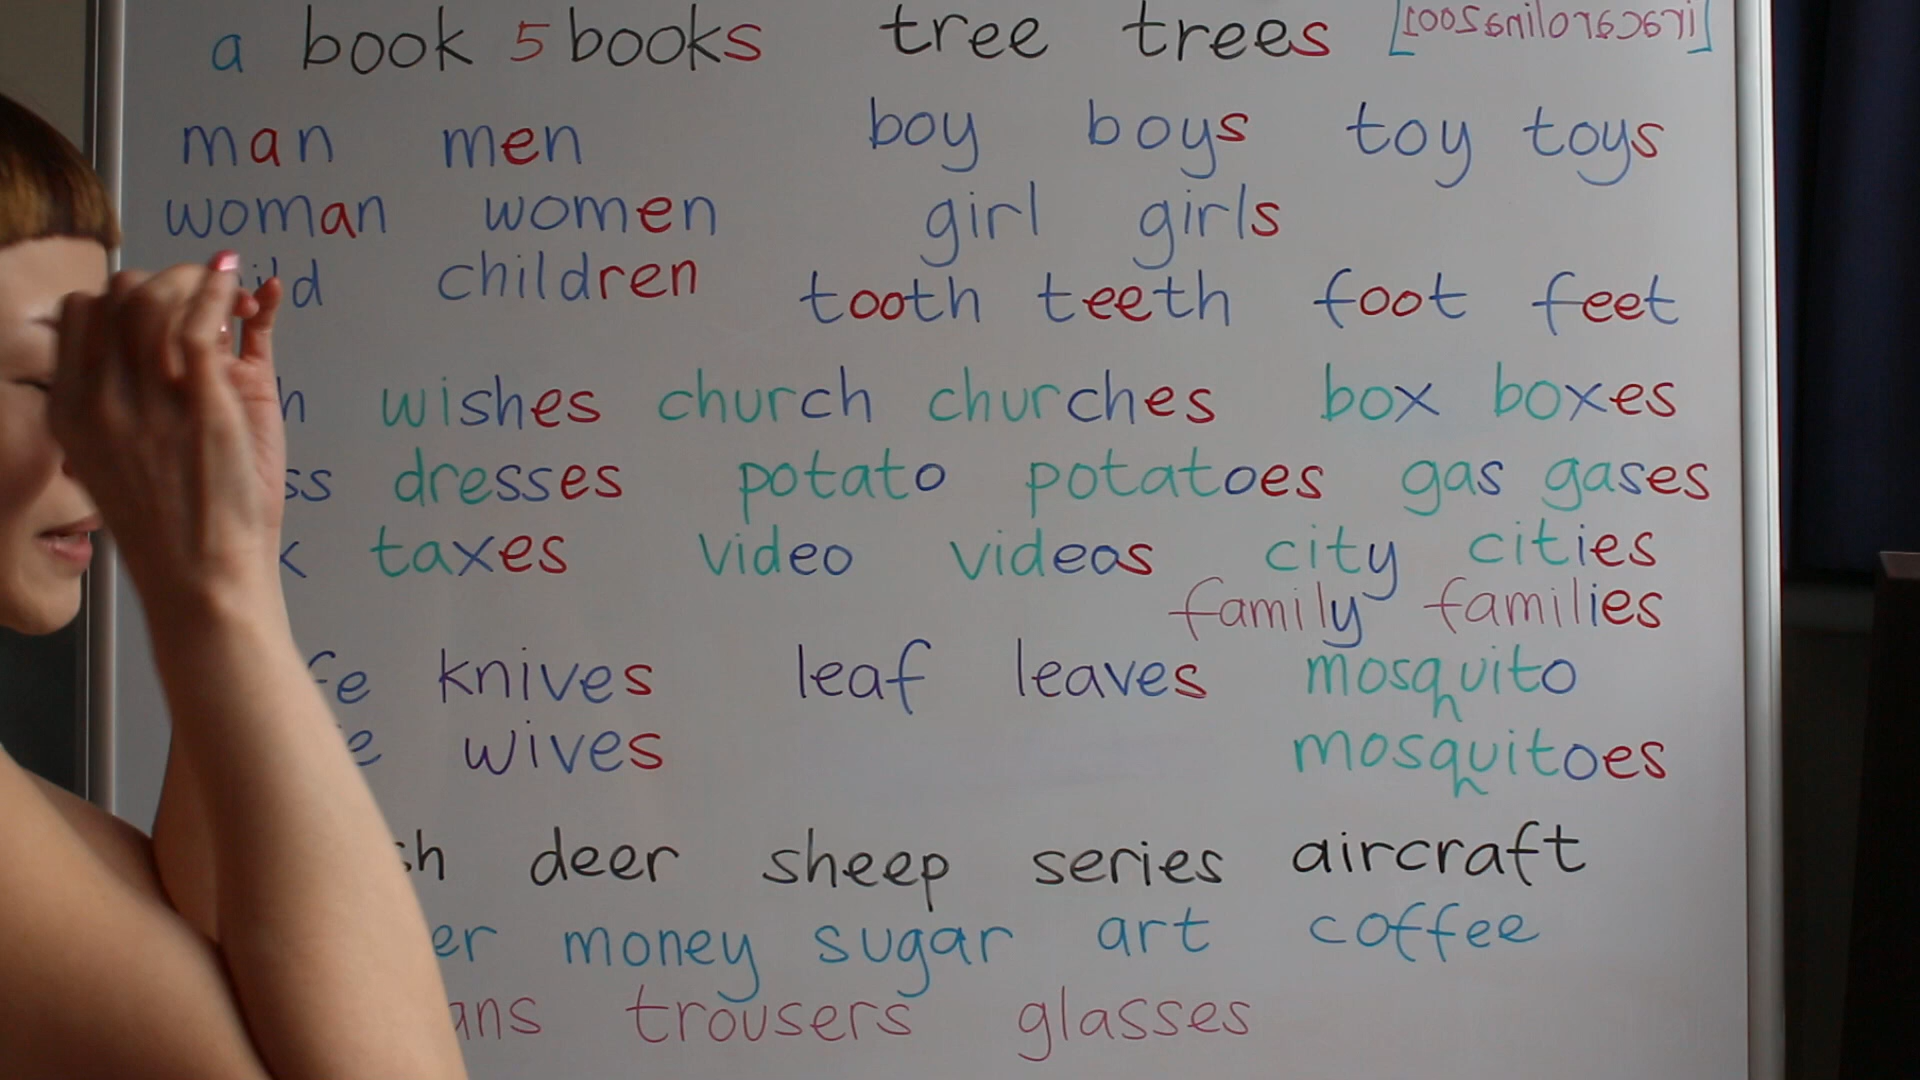 a book 5 books tree trees
man men boy boys toy toys
woman women girl girls
children tooth teeth foot feet
wishes church churches box boxes
dresses potato potatoes gas gases
taxes video videos city cities
family families
knives leaf leaves mosquito
wives mosquitoes
deer sheep series aircraft
money sugar art coffee
trousers glasses